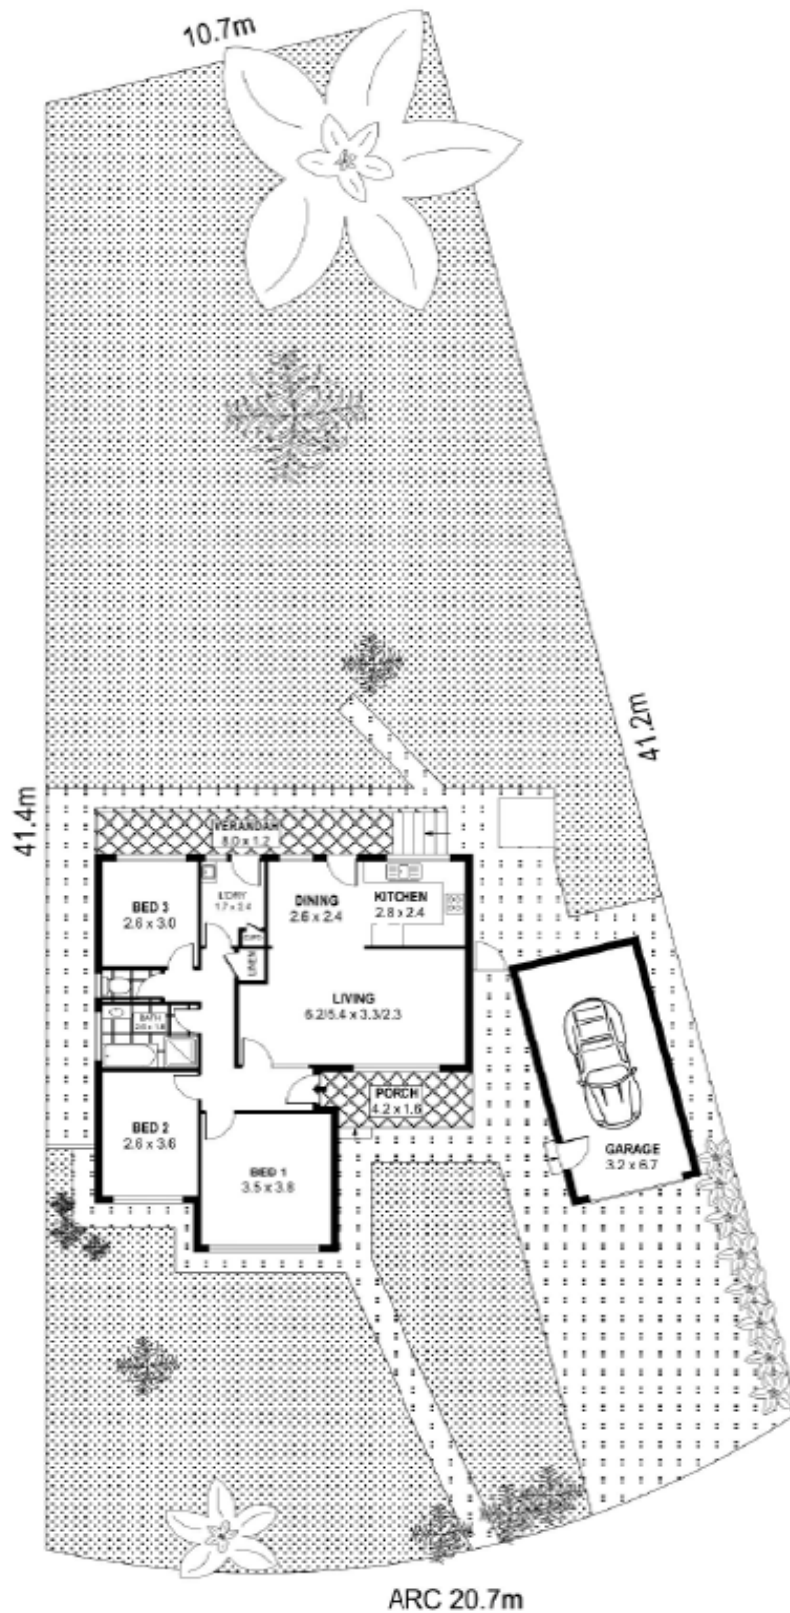 10.7m
41.4m
41.2m
VERANDAH
8.0 x 1.2
BED 3
2.6 x 3.0
L'DRY
1.7 x 2.4
DINING
2.6 x 2.4
KITCHEN
2.8 x 2.4
LINEN
LIVING
6.2/5.4 x 3.3/2.3
BATH
PORCH
4.2 x 1.6
BED 2
2.6 x 3.6
BED 1
3.5 x 3.8
GARAGE
3.2 x 6.7
ARC 20.7m